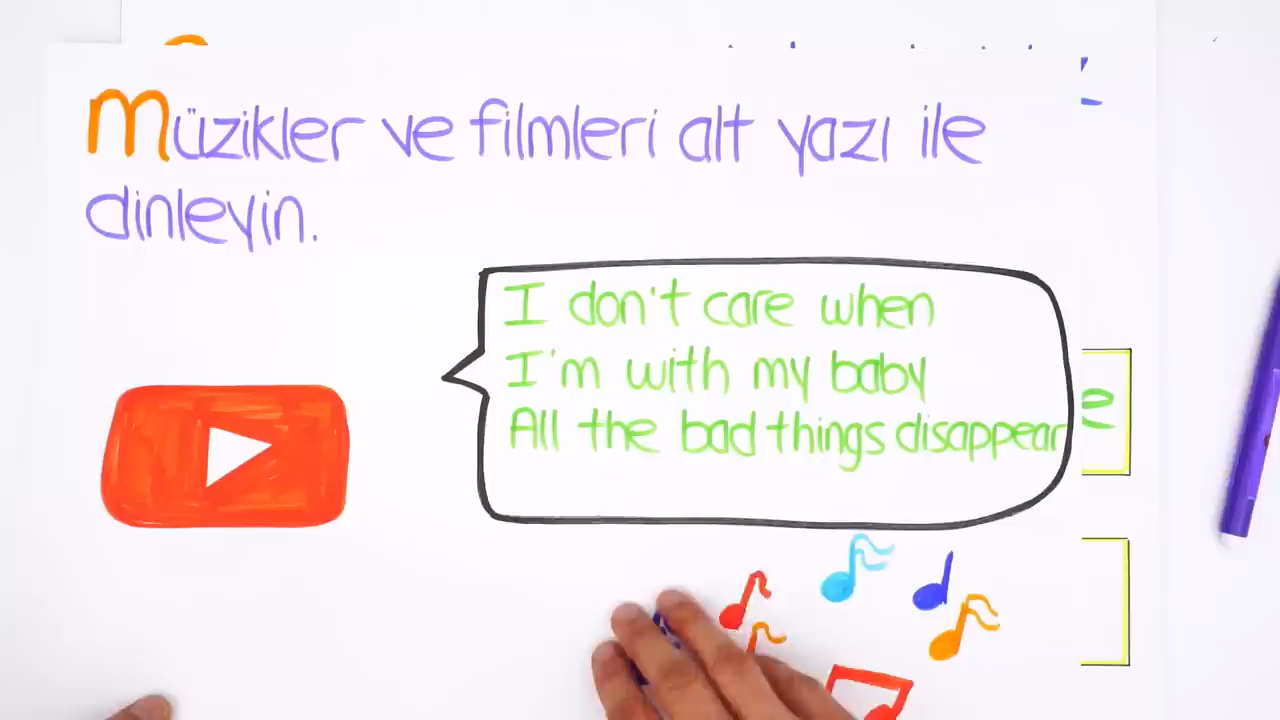 Müzikler ve filmleri alt yazı ile
dinleyin.
I don't care when
I'm with my baby
All the bad things disappear